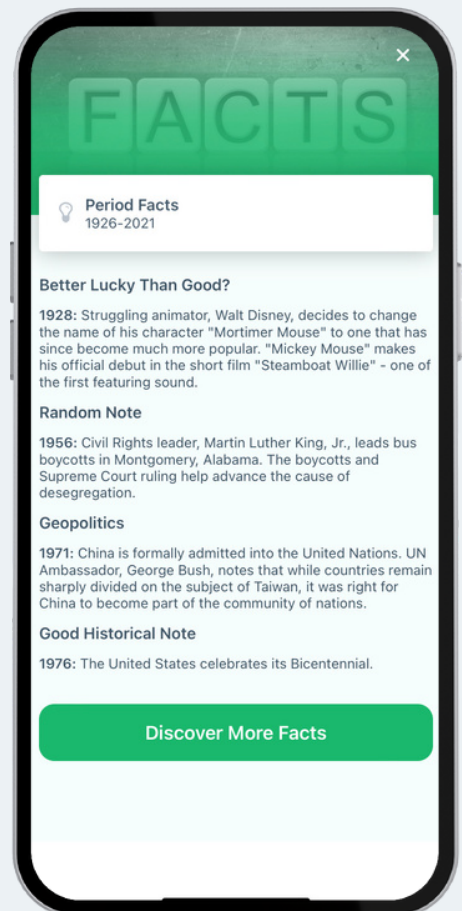 FACTS
Period Facts
1926-2021
Better Lucky Than Good?
1928: Struggling animator, Walt Disney, decides to change
the name of his character "Mortimer Mouse" to one that has
since become much more popular. "Mickey Mouse" makes
his official debut in the short film "Steamboat Willie" - one of
the first featuring sound.
Random Note
1956: Civil Rights leader, Martin Luther King, Jr., leads bus
boycotts in Montgomery, Alabama. The boycotts and
Supreme Court ruling help advance the cause of
desegregation.
Geopolitics
1971: China is formally admitted into the United Nations. UN
Ambassador, George Bush, notes that while countries remain
sharply divided on the subject of Taiwan, it was right for
China to become part of the community of nations.
Good Historical Note
1976: The United States celebrates its Bicentennial.
Discover More Facts